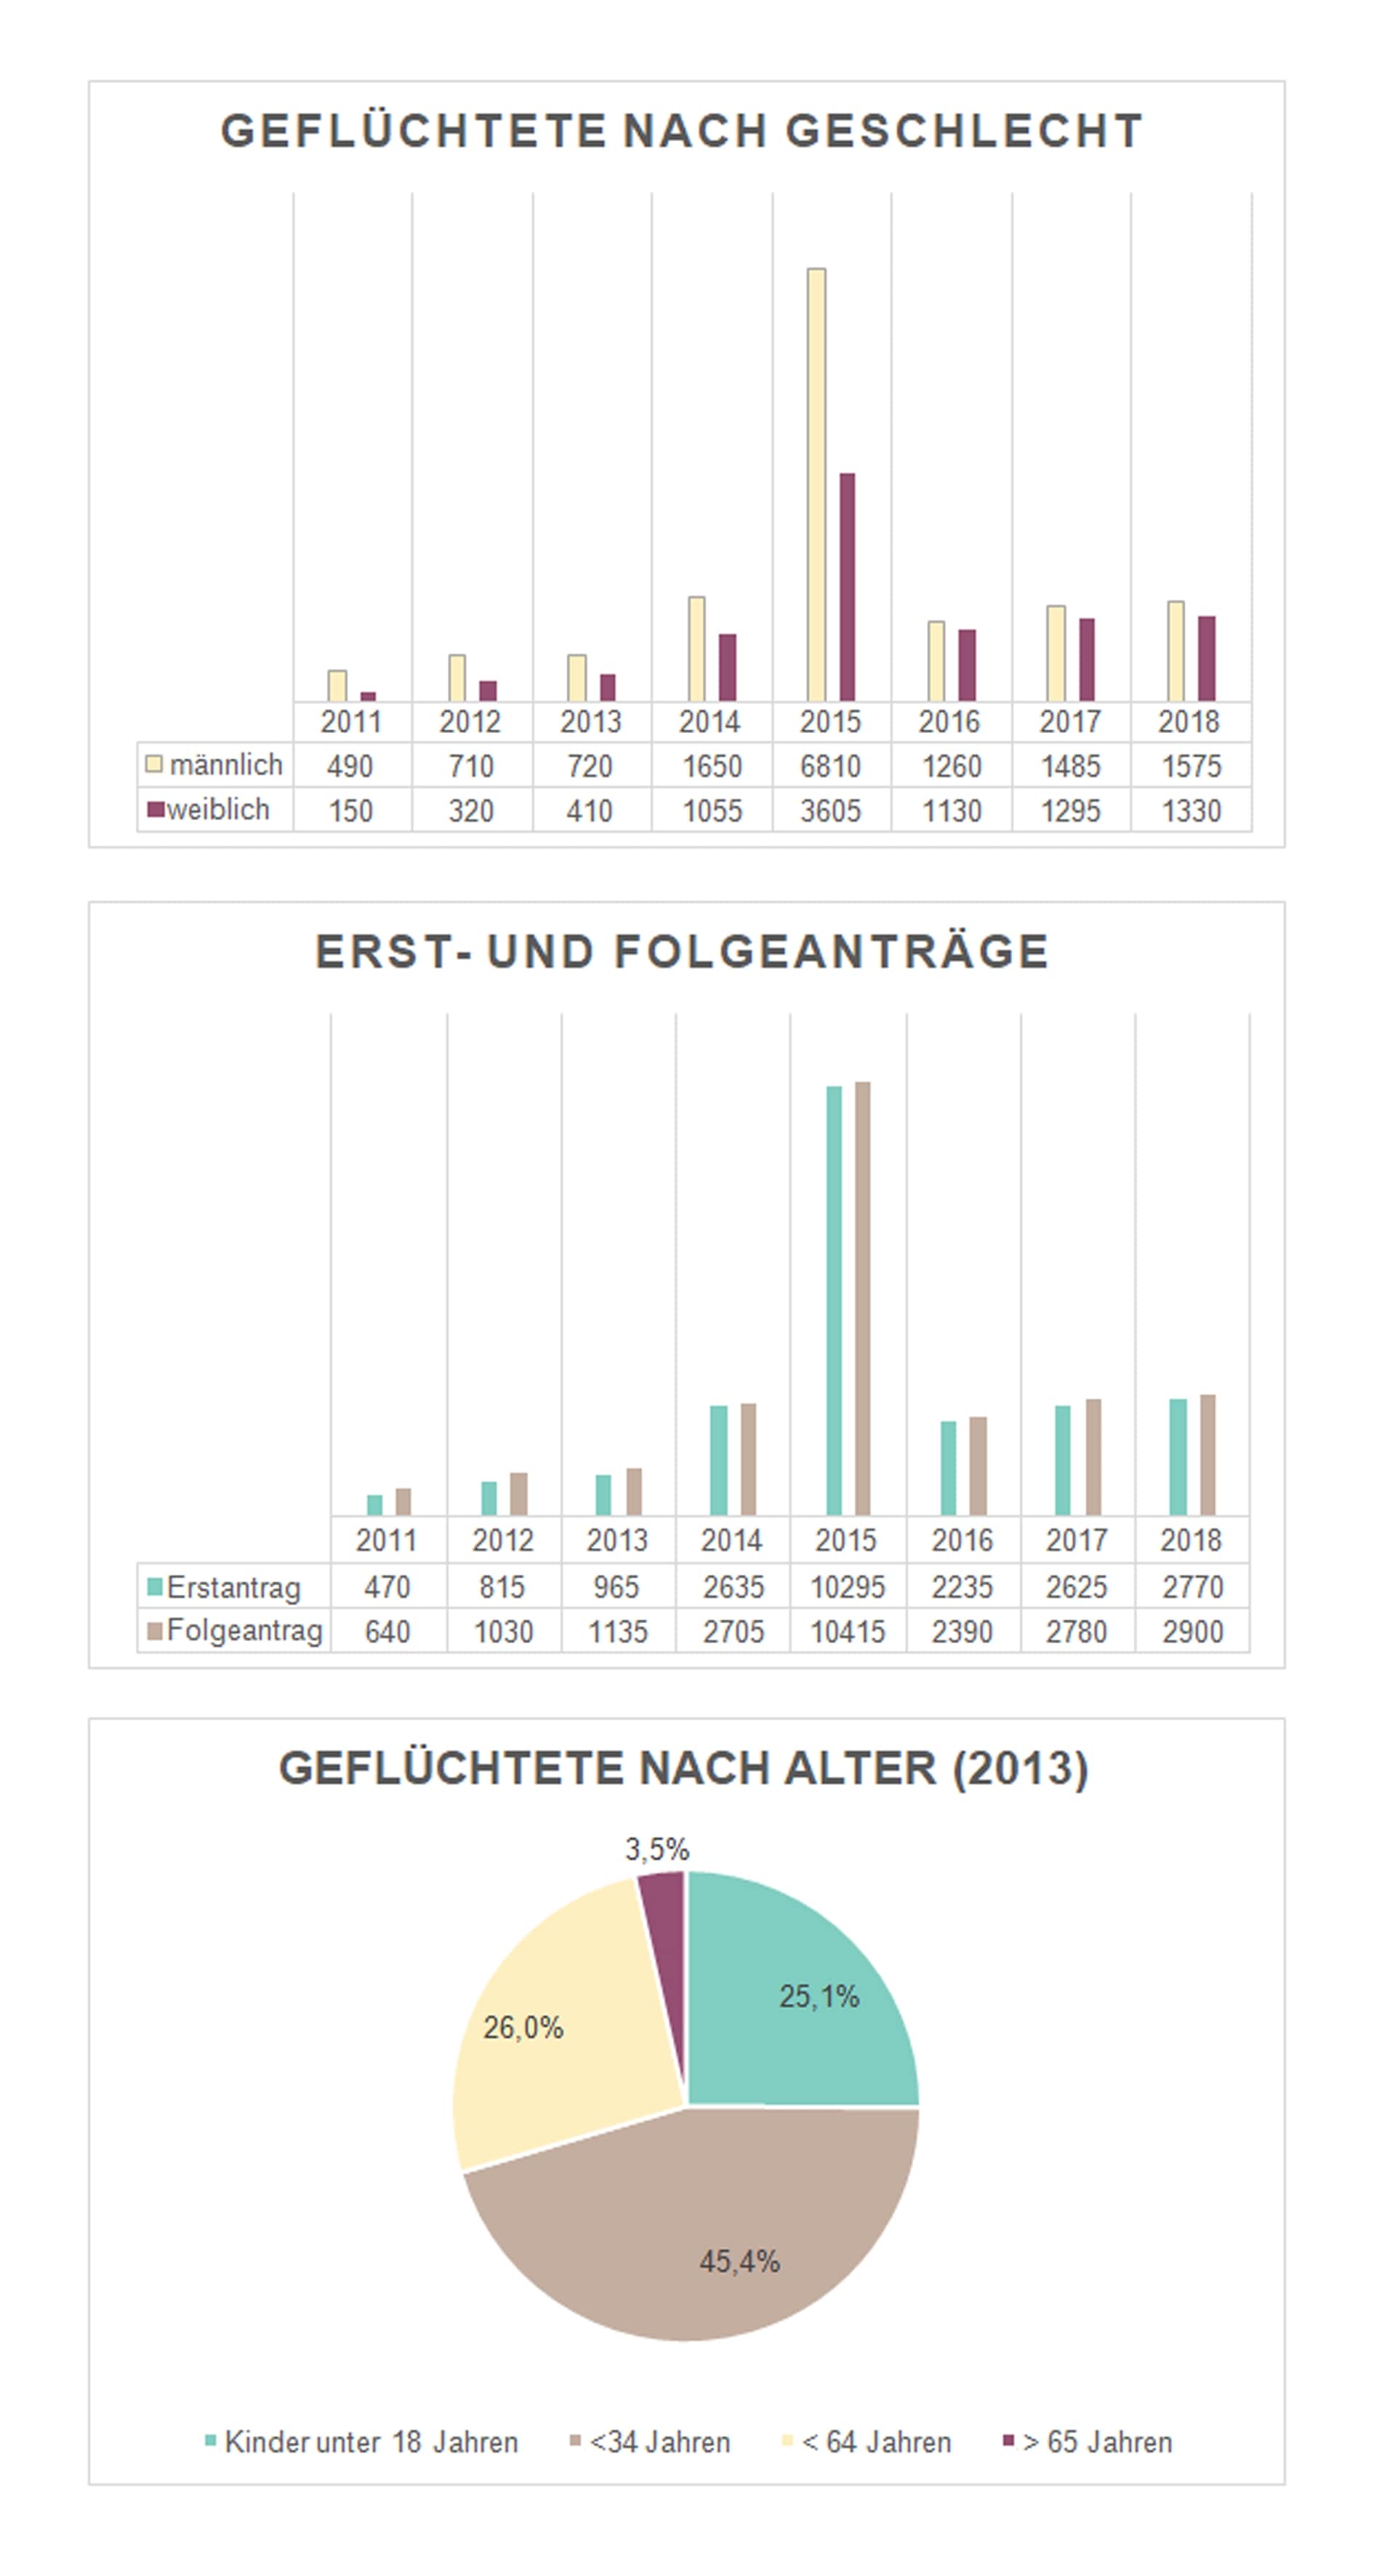 GEFLÜCHTETE NACH GESCHLECHT
2011 2012 2013 2014 2015 2016 2017 2018
männlich 490 710 720 1650 6810 1260 1485 1575
weiblich 150 320 410 1055 3605 1130 1295 1330
ERST- UND FOLGEANTRÄGE
2011 2012 2013 2014 2015 2016 2017 2018
Erstantrag 470 815 965 2635 10295 2235 2625 2770
Folgeantrag 640 1030 1135 2705 10415 2390 2780 2900
GEFLÜCHTETE NACH ALTER (2013)
3,5%
25,1%
26,0%
45,4%
Kinder unter 18 Jahren <34 Jahren < 64 Jahren > 65 Jahren